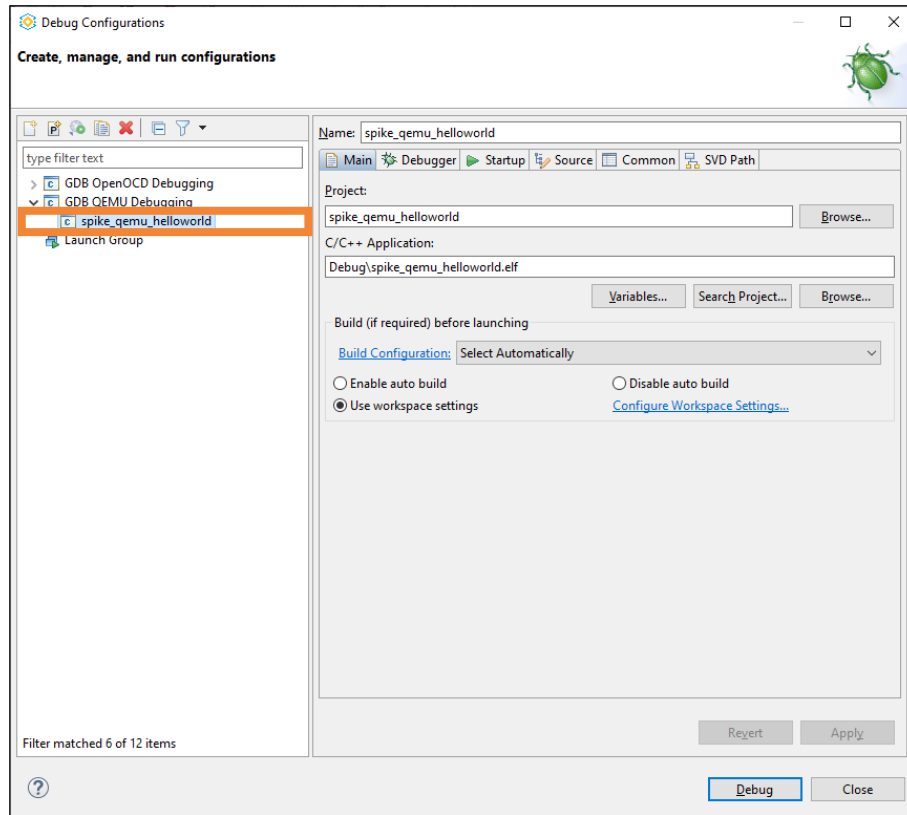 Debug Configurations
Create, manage, and run configurations
type filter text
GDB OpenOCD Debugging
GDB QEMU Debugging
spike_qemu_helloworld
Launch Group
Filter matched 6 of 12 items
Name: spike_qemu_helloworld
Main Debugger Startup Source Common SVD Path
Project:
spike_qemu_helloworld Browse...
C/C++ Application:
Debug\spike_qemu_helloworld.elf
Variables... Search Project... Browse...
Build (if required) before launching
Build Configuration: Select Automatically
Enable auto build Disable auto build
Use workspace settings Configure Workspace Settings...
Revert Apply
Debug Close